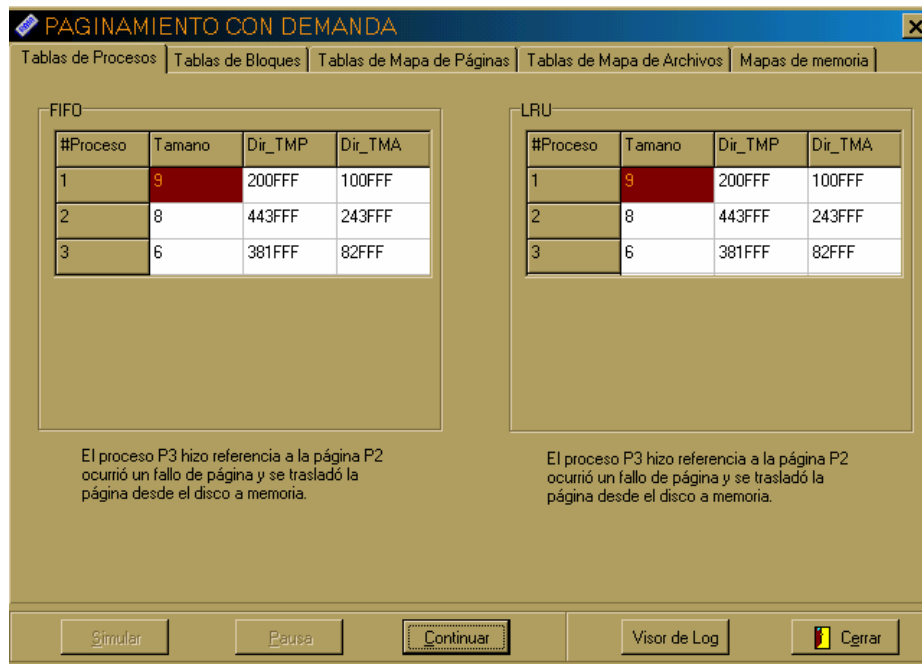 PAGINAMIENTO CON DEMANDA
Tablas de Procesos Tablas de Bloques Tablas de Mapa de Páginas Tablas de Mapa de Archivos Mapas de memoria
FIFO
#Proceso Tamano Dir_TMP Dir_TMA
1 9 200FFF 100FFF
2 8 443FFF 243FFF
3 6 381FFF 82FFF
El proceso P3 hizo referencia a la página P2
ocurrió un fallo de página y se trasladó la
página desde el disco a memoria.
LRU
#Proceso Tamano Dir_TMP Dir_TMA
1 9 200FFF 100FFF
2 8 443FFF 243FFF
3 6 381FFF 82FFF
El proceso P3 hizo referencia a la página P2
ocurrió un fallo de página y se trasladó la
página desde el disco a memoria.
Simular Pausa Continuar Visor de Log Cerrar